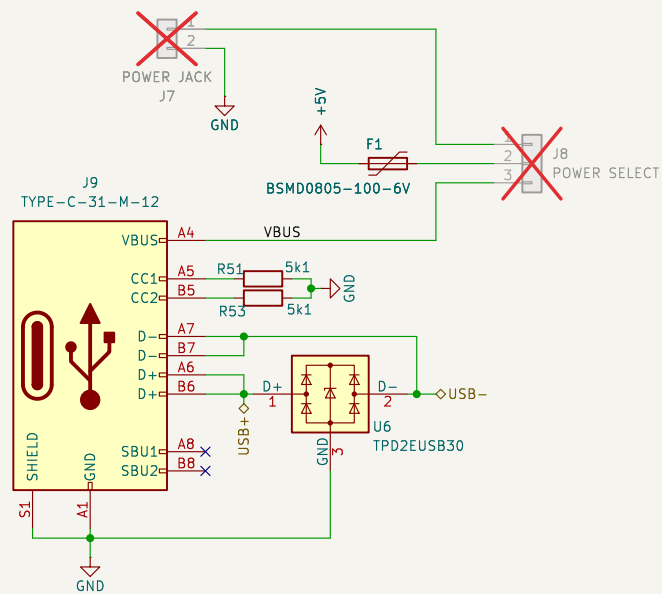 1
2
POWER JACK
J7
GND
+5V
F1
BSMD0805-100-6V
1
2
3
J8
POWER SELECT
J9
TYPE-C-31-M-12
VBUS
A4
VBUS
CC1
A5
R51
5k1
GND
CC2
B5
R53
5k1
D-
A7
D-
B7
D+
A6
D+
B6
D+
1
D-
2
USB-
USB+
U6
TPD2EUSB30
GND
3
SBU1
A8
SBU2
B8
SHIELD
GND
S1
A1
GND